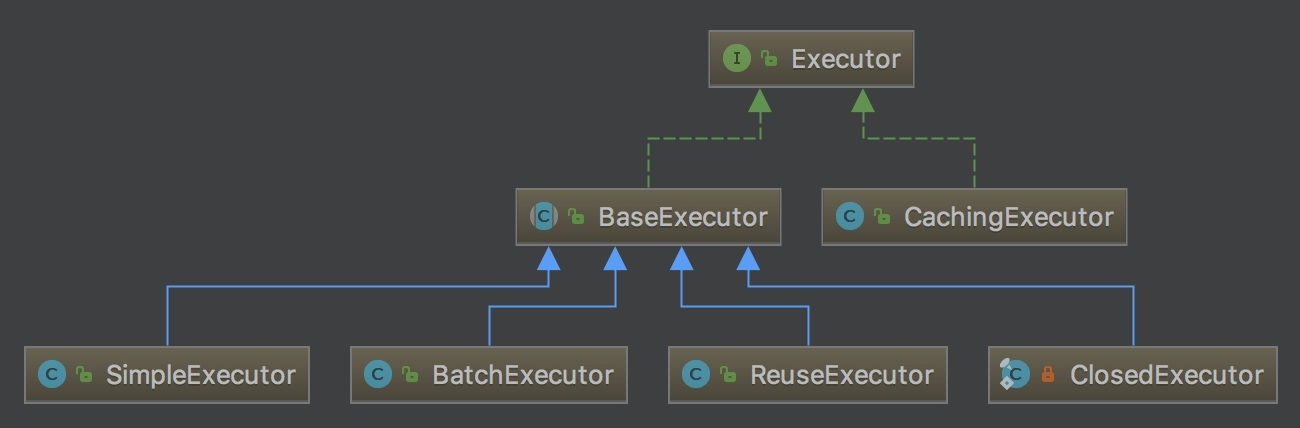 I Executor
C BaseExecutor
C CachingExecutor
C SimpleExecutor
C BatchExecutor
C ReuseExecutor
C ClosedExecutor